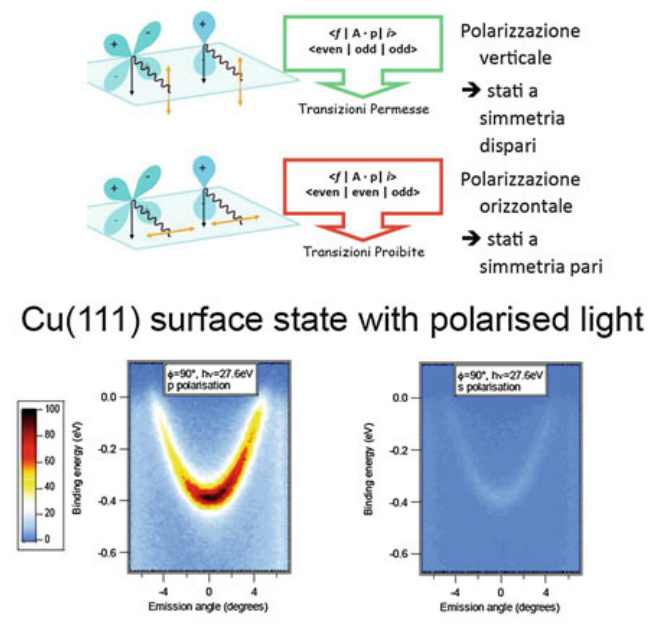 <f | A · p| i>
<even | odd | odd>
Transizioni Permesse
Polarizzazione
verticale
➔ stati a
simmetria
dispari
<f | A · p| i>
<even | even | odd>
Transizioni Proibite
Polarizzazione
orizzontale
➔ stati a
simmetria pari
+ - - +
+ - - +
Cu(111) surface state with polarised light
100
80
60
40
20
0
ϕ=90°, hν=27.6eV
p polarisation
Binding energy (eV)
0.0
-0.2
-0.4
-0.6
-4 0 4
Emission angle (degrees)
ϕ=90°, hν=27.6eV
s polarisation
Binding energy (eV)
0.0
-0.2
-0.4
-0.6
-4 0 4
Emission angle (degrees)